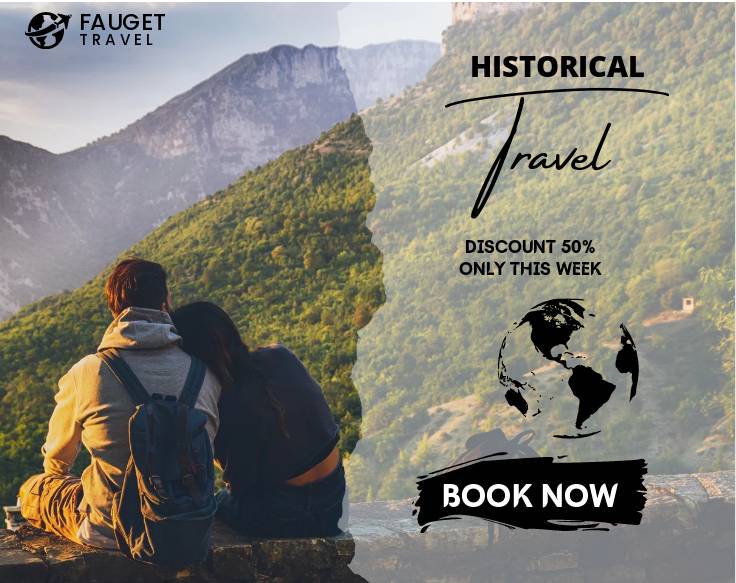 FAUGET
TRAVEL
HISTORICAL
Travel
DISCOUNT 50%
ONLY THIS WEEK
BOOK NOW